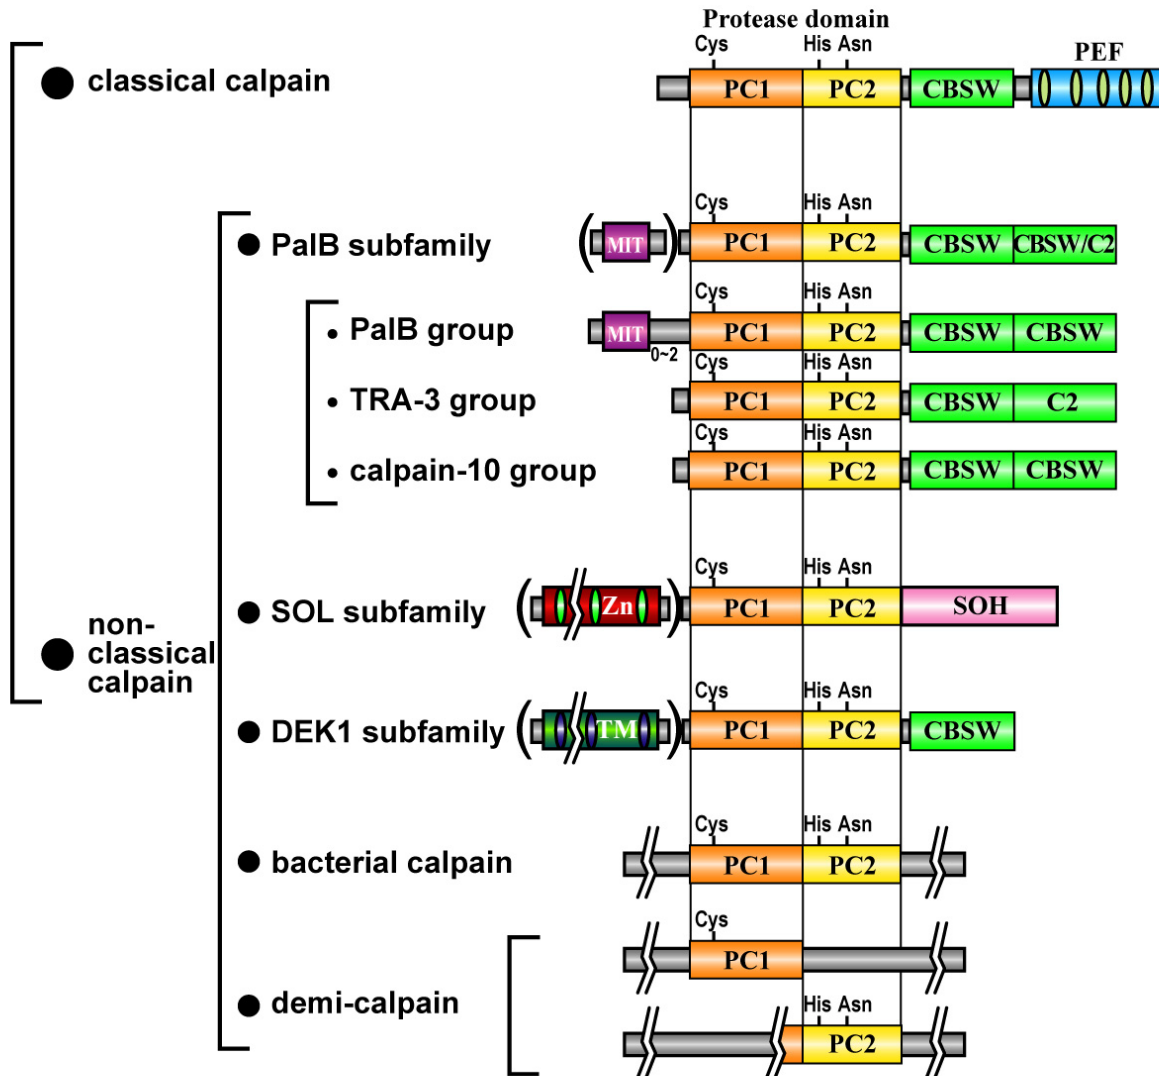 Protease domain
Cys His Asn PEF
classical calpain PC1 PC2 CBSW
Cys His Asn
PalB subfamily ( MIT ) PC1 PC2 CBSW CBSW/C2
Cys His Asn
PalB group MIT PC1 PC2 CBSW CBSW
0~2
Cys His Asn
TRA-3 group PC1 PC2 CBSW C2
Cys His Asn
calpain-10 group PC1 PC2 CBSW CBSW
Cys His Asn
SOL subfamily ( Zn ) PC1 PC2 SOH
non-
classical
calpain
Cys His Asn
DEK1 subfamily ( TM ) PC1 PC2 CBSW
Cys His Asn
bacterial calpain PC1 PC2
Cys
PC1
demi-calpain
His Asn
PC2